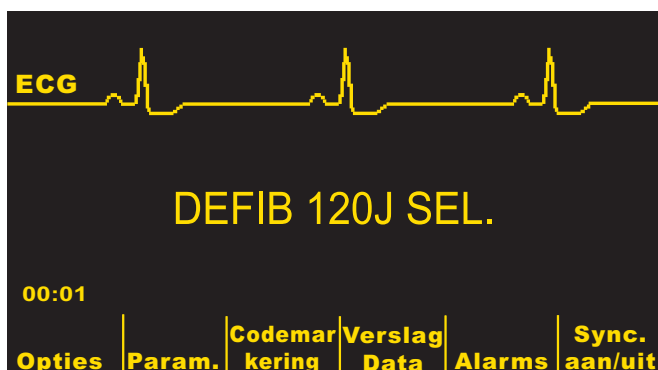 ECG
DEFIB 120J SEL.
00:01
Opties
Param.
Codemar
kering
Verslag
Data
Alarms
Sync.
aan/uit